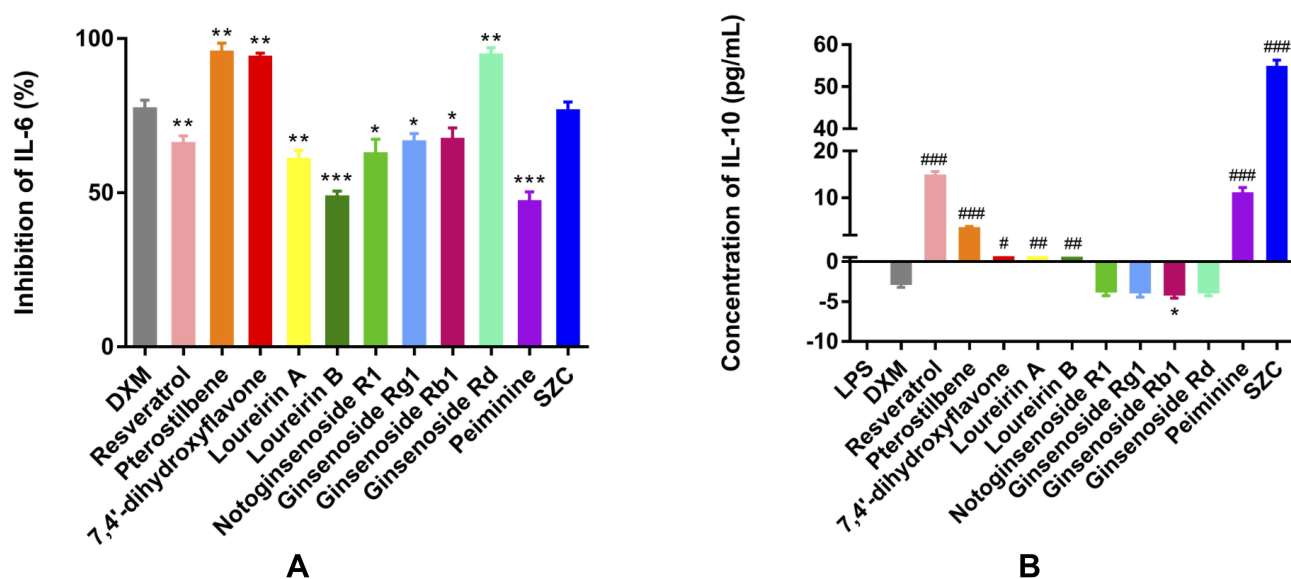 Inhibition of IL-6 (%)
100
50
0
**
**
**
**
***
*
*
*
**
***
DXM
Resveratrol
Pterostilbene
7,4'-dihydroxyflavone
Loureirin A
Loureirin B
Notoginsenoside R1
Ginsenoside Rg1
Ginsenoside Rb1
Ginsenoside Rd
Peiminine
SZC
A
Concentration of IL-10 (pg/mL)
60
50
40
20
10
0
-5
-10
###
###
#
##
##
*
###
###
LPS
DXM
Resveratrol
Pterostilbene
7,4'-dihydroxyflavone
Loureirin A
Loureirin B
Notoginsenoside R1
Ginsenoside Rg1
Ginsenoside Rb1
Ginsenoside Rd
Peiminine
SZC
B